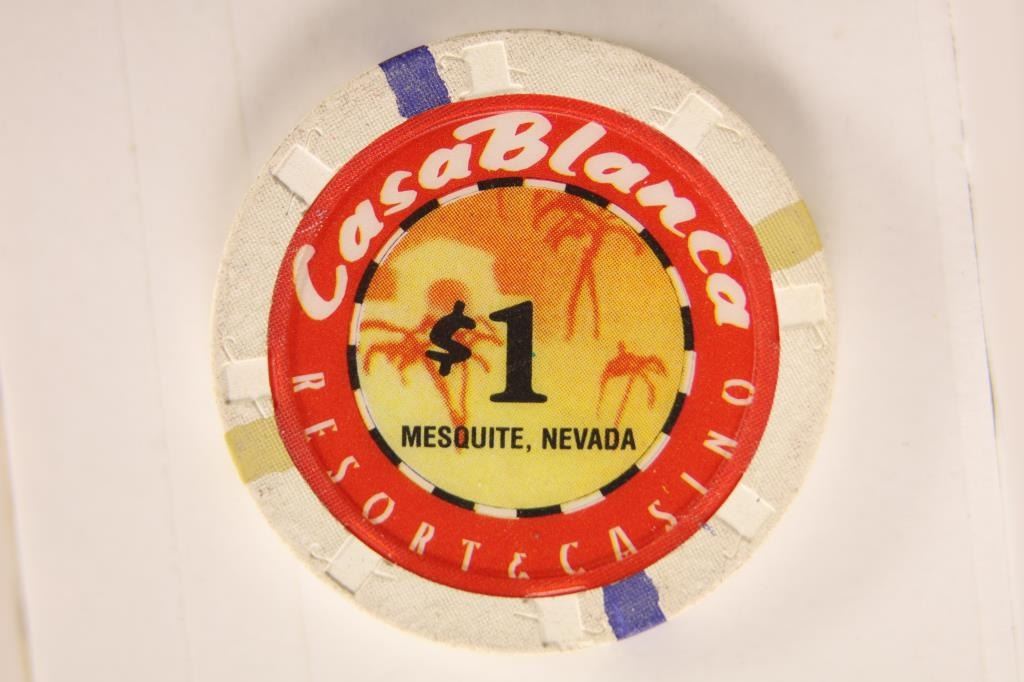 CasaBlanca
$1
MESQUITE, NEVADA
RESORT & CASINO